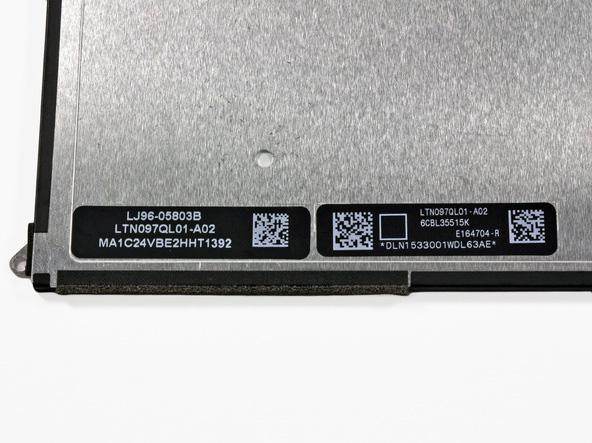 LJ96-05803B
LTN097QL01-A02
MA1C24VBE2HHT1392
LTN097QL01-A02
6CBL35515K
E164704-R
*DLN1533001WDL63AE*